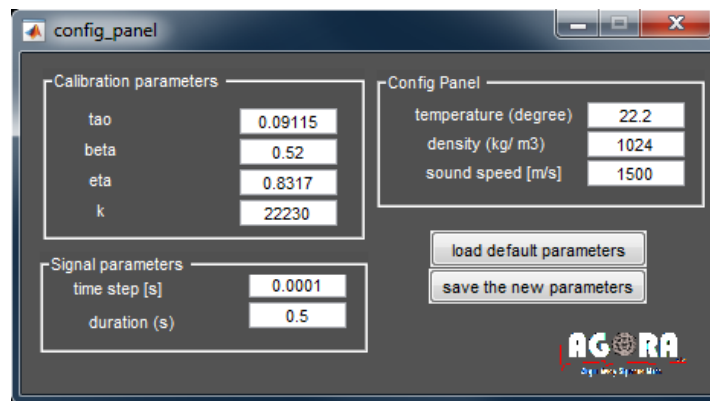 config_panel
Calibration parameters
tao 0.09115
beta 0.52
eta 0.8317
k 22230
Signal parameters
time step [s] 0.0001
duration (s) 0.5
Config Panel
temperature (degree) 22.2
density (kg/ m3) 1024
sound speed [m/s] 1500
load default parameters
save the new parameters
AGORA